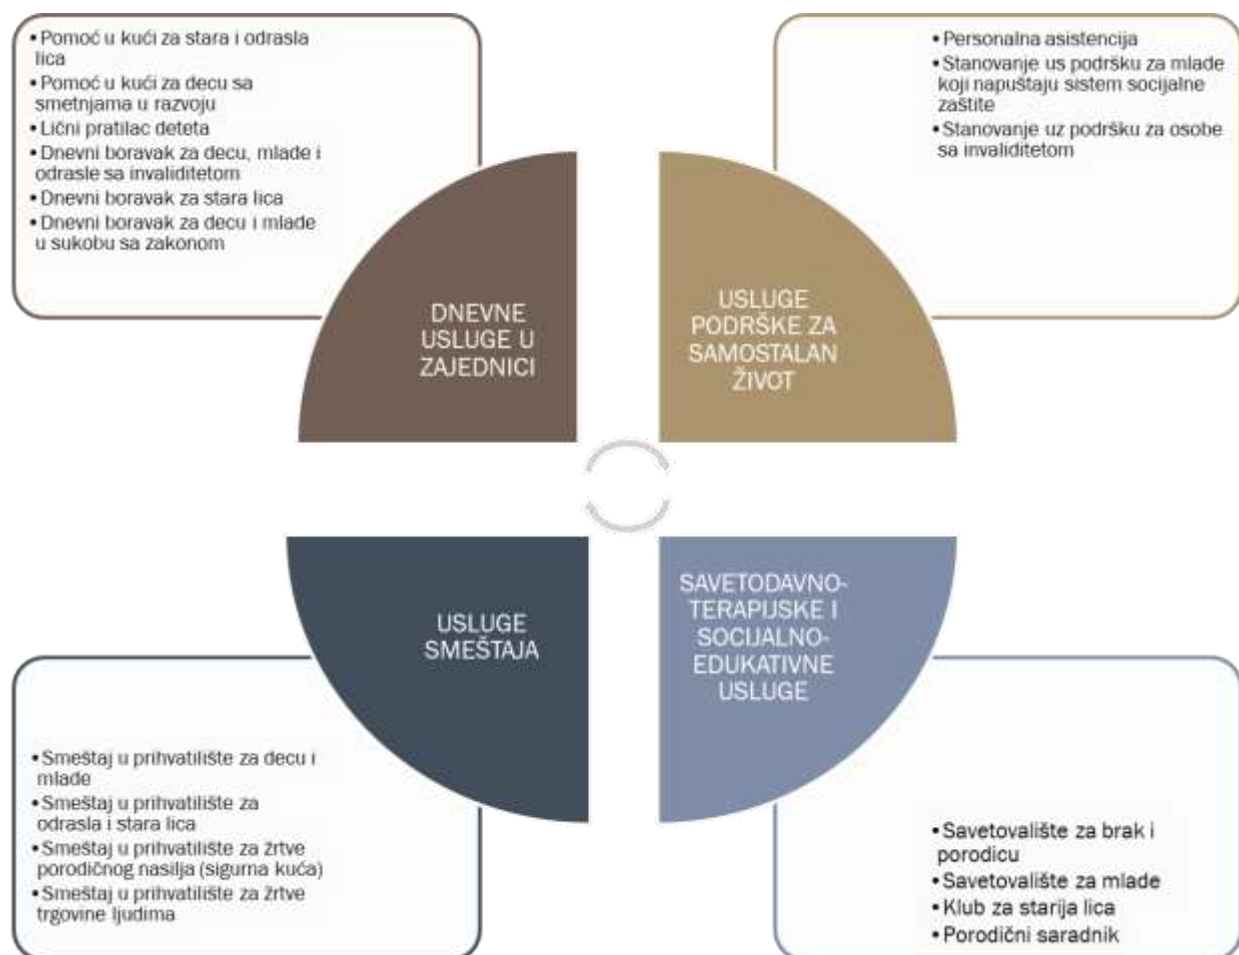 •Pomoć u kući za stara i odrasla
lica
•Pomoć u kući za decu sa
smetnjama u razvoju
•Lični pratilac deteta
•Dnevni boravak za decu, mlade i
odrasle sa invaliditetom
•Dnevni boravak za stara lica
•Dnevni boravak za decu i mlade
u sukobu sa zakonom
DNEVNE
USLUGE U
ZAJEDNICI
•Personalna asistencija
•Stanovanje us podršku za mlade
koji napuštaju sistem socijalne
zaštite
•Stanovanje uz podršku za osobe
sa invaliditetom
USLUGE
PODRŠKE ZA
SAMOSTALAN
ŽIVOT
USLUGE
SMEŠTAJA
•Smeštaj u prihvatilište za decu i
mlade
•Smeštaj u prihvatilište za
odrasla i stara lica
•Smeštaj u prihvatilište za žrtve
porodičnog nasilja (sigurna kuća)
•Smeštaj u prihvatilište za žrtve
trgovine ljudima
SAVETODAVNO-
TERAPIJSKE I
SOCIJALNO-
EDUKATIVNE
USLUGE
•Savetovalište za brak i
porodicu
•Savetovalište za mlade
•Klub za starija lica
•Porodični saradnik